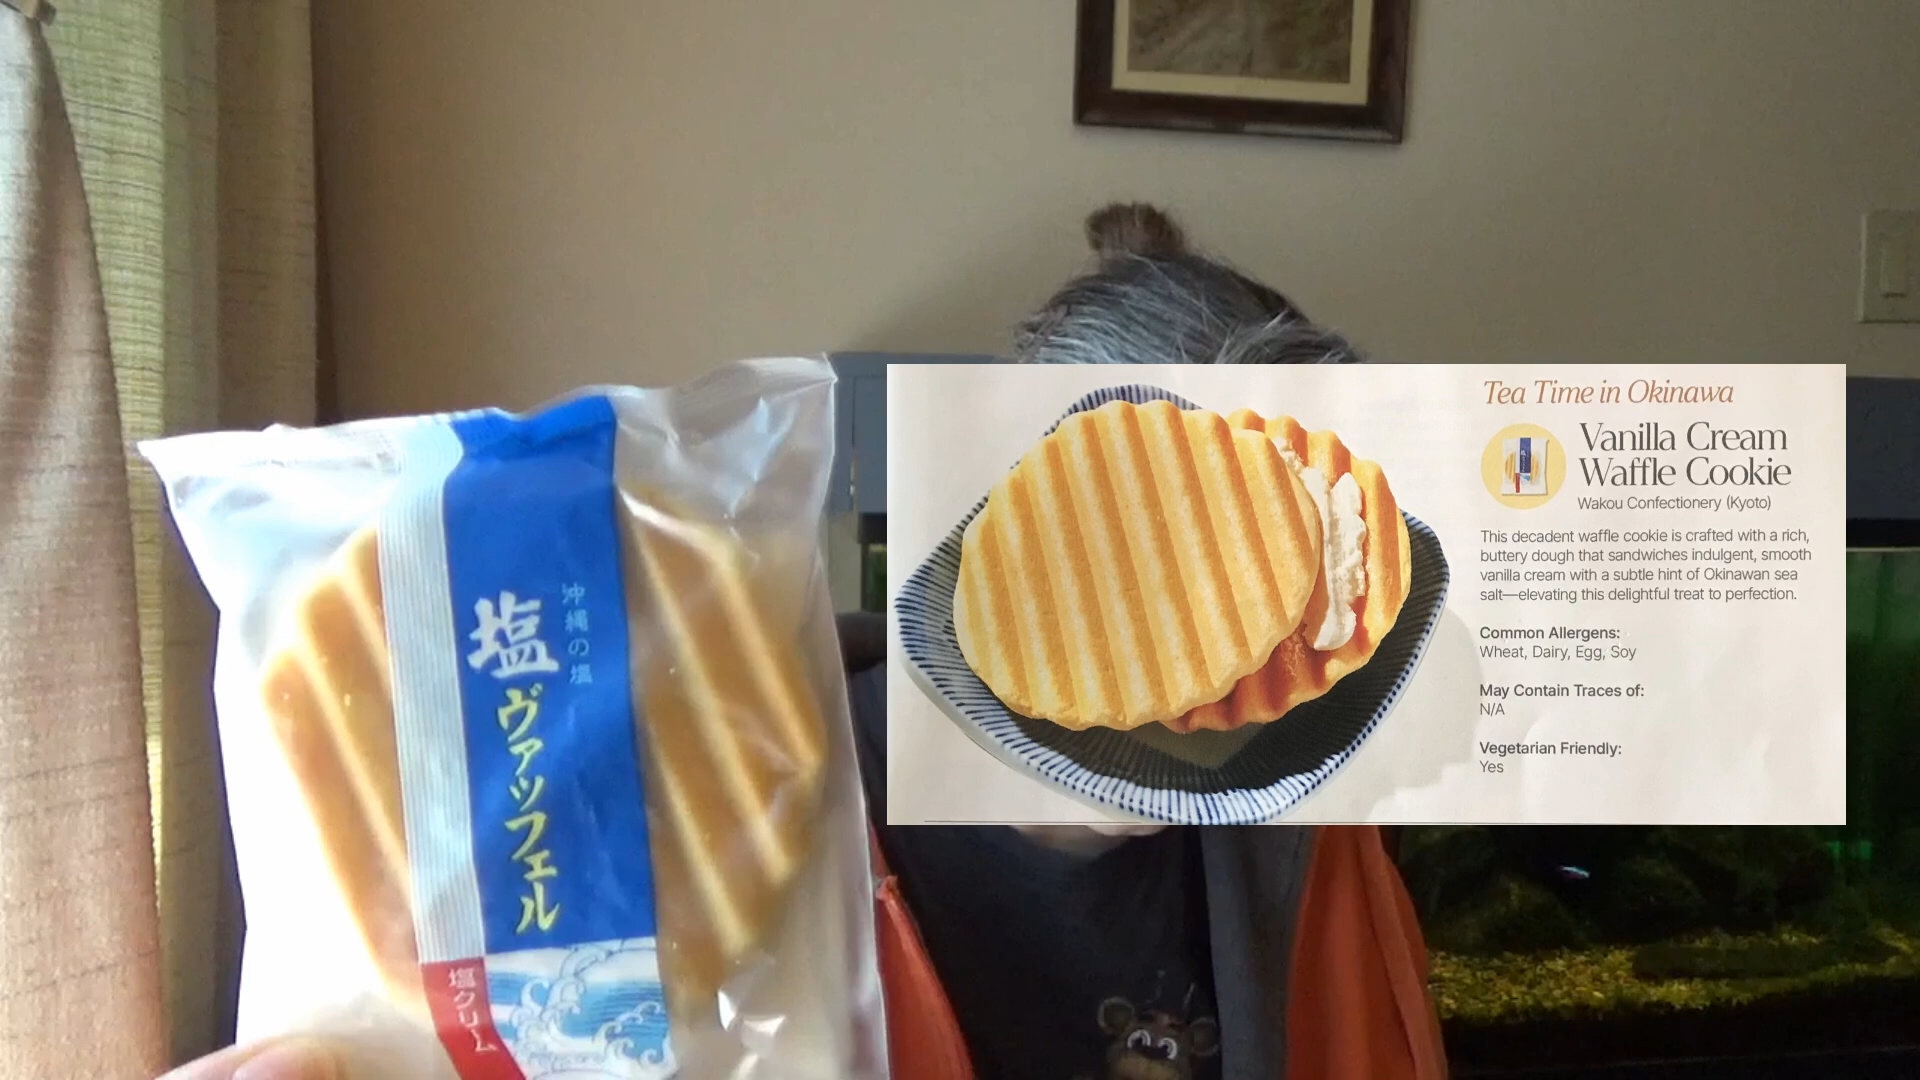 沖縄の塩
塩ヴァッフェル
塩クリーム
Tea Time in Okinawa
Vanilla Cream
Waffle Cookie
Wakou Confectionery (Kyoto)
This decadent waffle cookie is crafted with a rich,
buttery dough that sandwiches indulgent, smooth
vanilla cream with a subtle hint of Okinawan sea
salt—elevating this delightful treat to perfection.
Common Allergens:
Wheat, Dairy, Egg, Soy
May Contain Traces of:
N/A
Vegetarian Friendly:
Yes